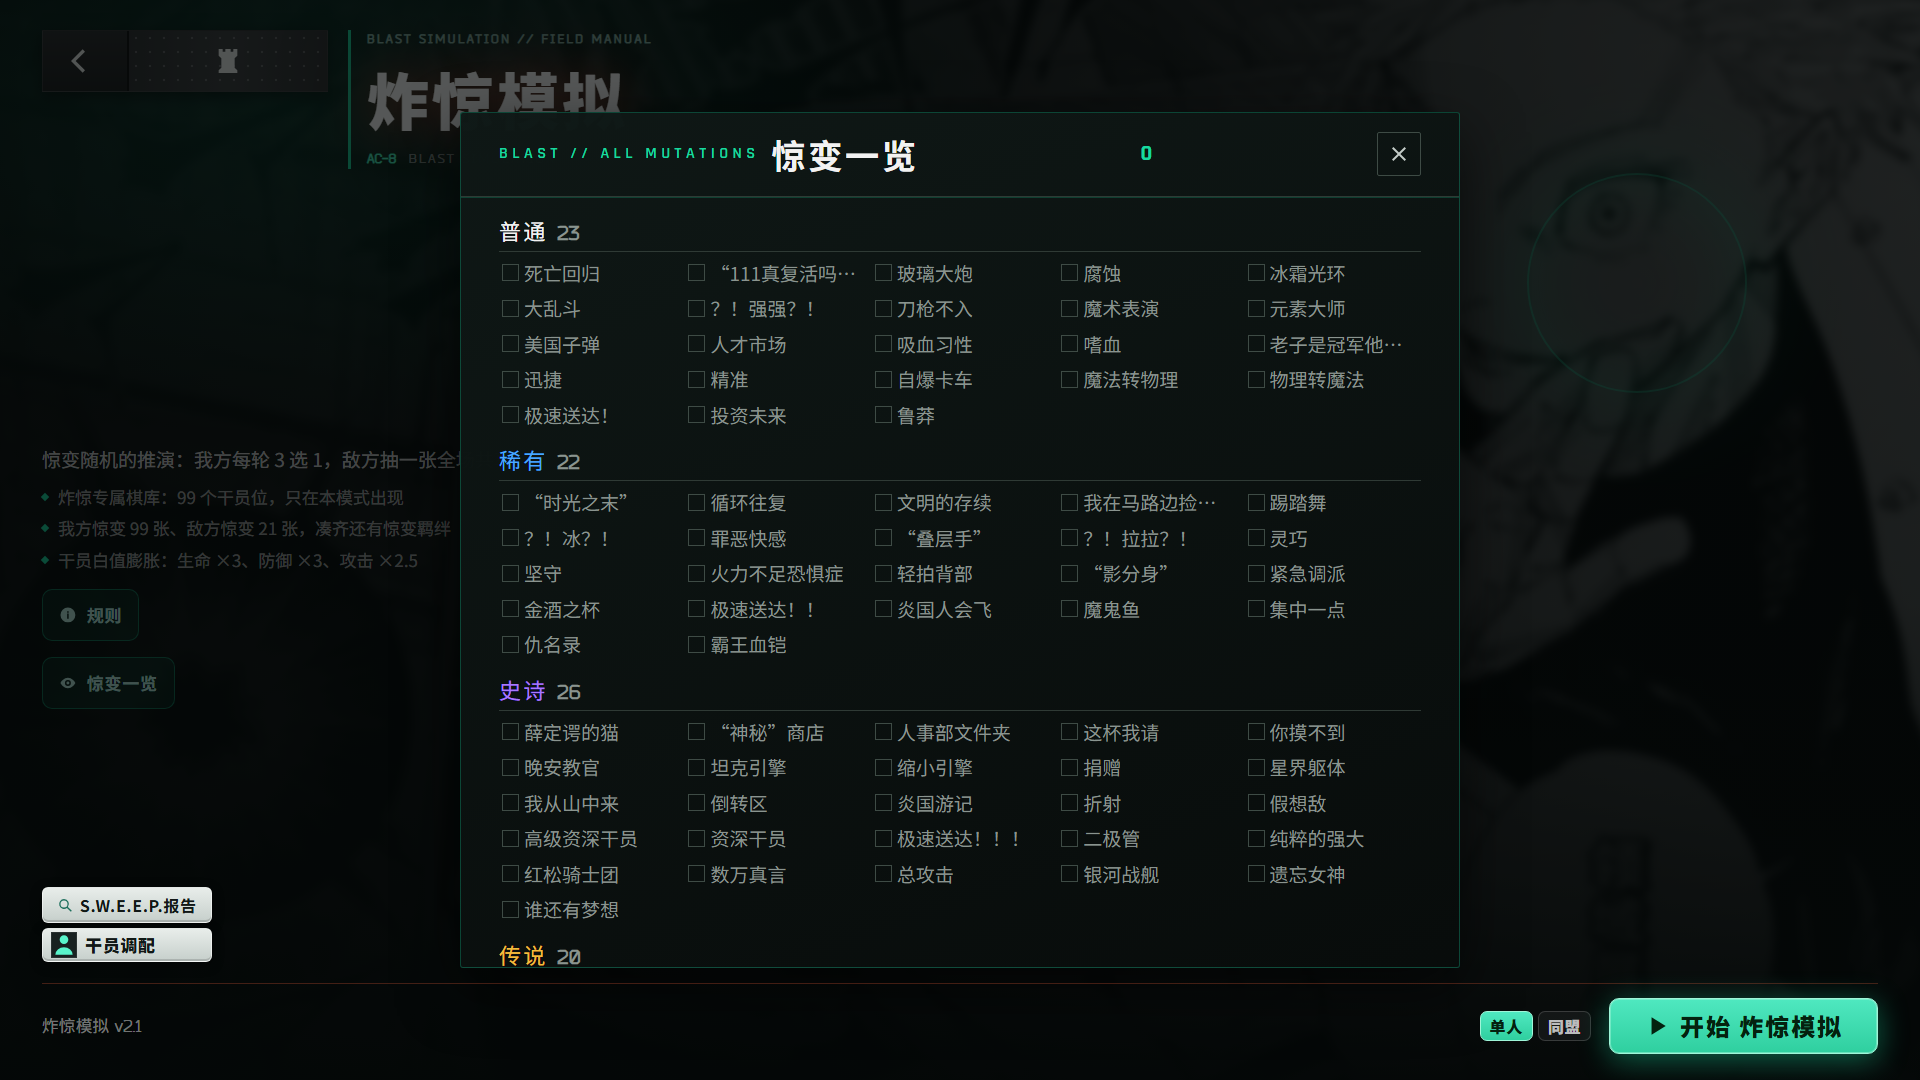 BLAST SIMULATION // FIELD MANUAL
炸惊模拟
AC-8 BLAST
BLAST // ALL MUTATIONS 惊变一览 0
普通 23
死亡回归 “111真复活吗… 玻璃大炮 腐蚀 冰霜光环
大乱斗 ？！强强？！ 刀枪不入 魔术表演 元素大师
美国子弹 人才市场 吸血习性 嗜血 老子是冠军他…
迅捷 精准 自爆卡车 魔法转物理 物理转魔法
极速送达！ 投资未来 鲁莽
稀有 22
“时光之末” 循环往复 文明的存续 我在马路边捡… 踢踏舞
？！冰？！ 罪恶快感 “叠层手” ？！拉拉？！ 灵巧
坚守 火力不足恐惧症 轻拍背部 “影分身” 紧急调派
金酒之杯 极速送达！！ 炎国人会飞 魔鬼鱼 集中一点
仇名录 霸王血铠
史诗 26
薛定谔的猫 “神秘”商店 人事部文件夹 这杯我请 你摸不到
晚安教官 坦克引擎 缩小引擎 捐赠 星界躯体
我从山中来 倒转区 炎国游记 折射 假想敌
高级资深干员 资深干员 极速送达！！！ 二极管 纯粹的强大
红松骑士团 数万真言 总攻击 银河战舰 遗忘女神
谁还有梦想
传说 20
惊变随机的推演：我方每轮 3 选 1，敌方抽一张全
炸惊专属棋库：99 个干员位，只在本模式出现
我方惊变 99 张、敌方惊变 21 张，凑齐还有惊变羁绊
干员白值膨胀：生命 ×3、防御 ×3、攻击 ×2.5
规则
惊变一览
S.W.E.E.P.报告
干员调配
炸惊模拟 v2.1
单人 同盟 开始 炸惊模拟